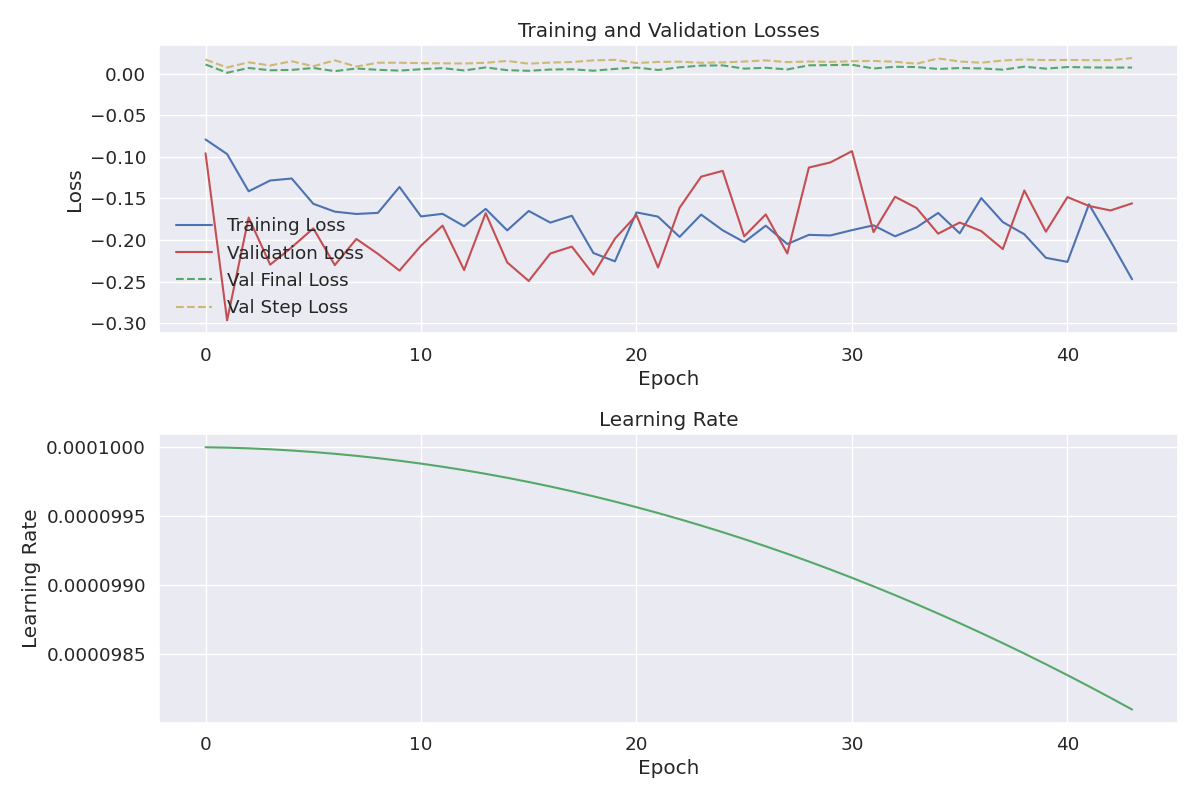 Training and Validation Losses
0.00
−0.05
−0.10
−0.15
−0.20
−0.25
−0.30
Loss
Training Loss
Validation Loss
Val Final Loss
Val Step Loss
0 10 20 30 40
Epoch
Learning Rate
0.0001000
0.0000995
0.0000990
0.0000985
Learning Rate
0 10 20 30 40
Epoch